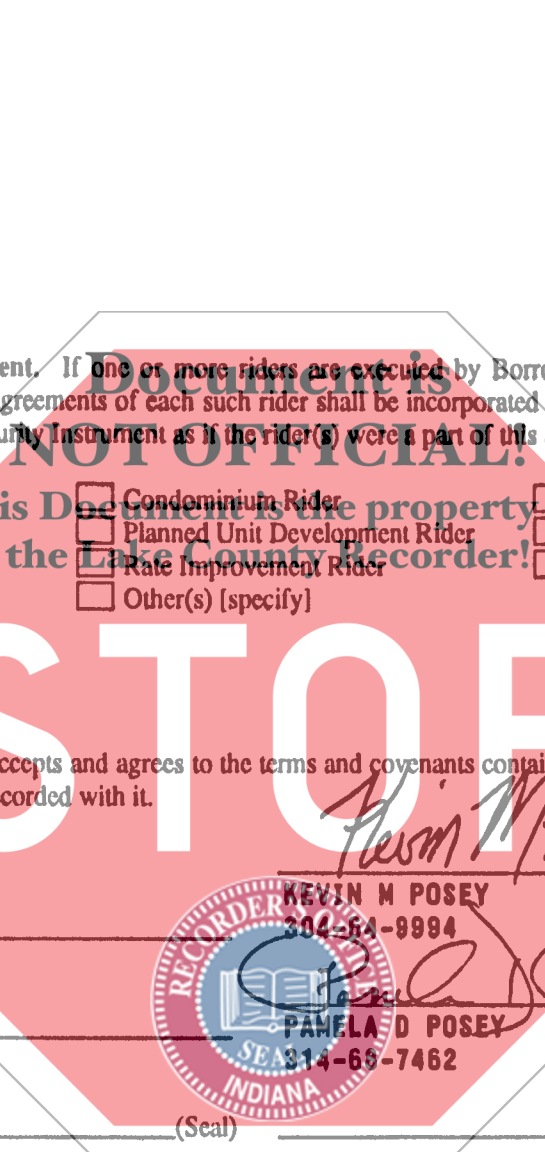 ent. If one or more riders are executed by Borro
Document is
greements of each such rider shall be incorporated
urity Instrument as if the rider(s) were a part of this
NOT OFFICIAL!
Condominium Rider
is Document is the property
Planned Unit Development Rider
the Lake County Recorder!
Rate Improvement Rider
Other(s) [specify]
STOP
ccepts and agrees to the terms and covenants contai
corded with it.
Kevin M
KEVIN M POSEY
RECORDER'S OFFICE
PAMELA D POSEY
SEAL
INDIANA
(Seal)